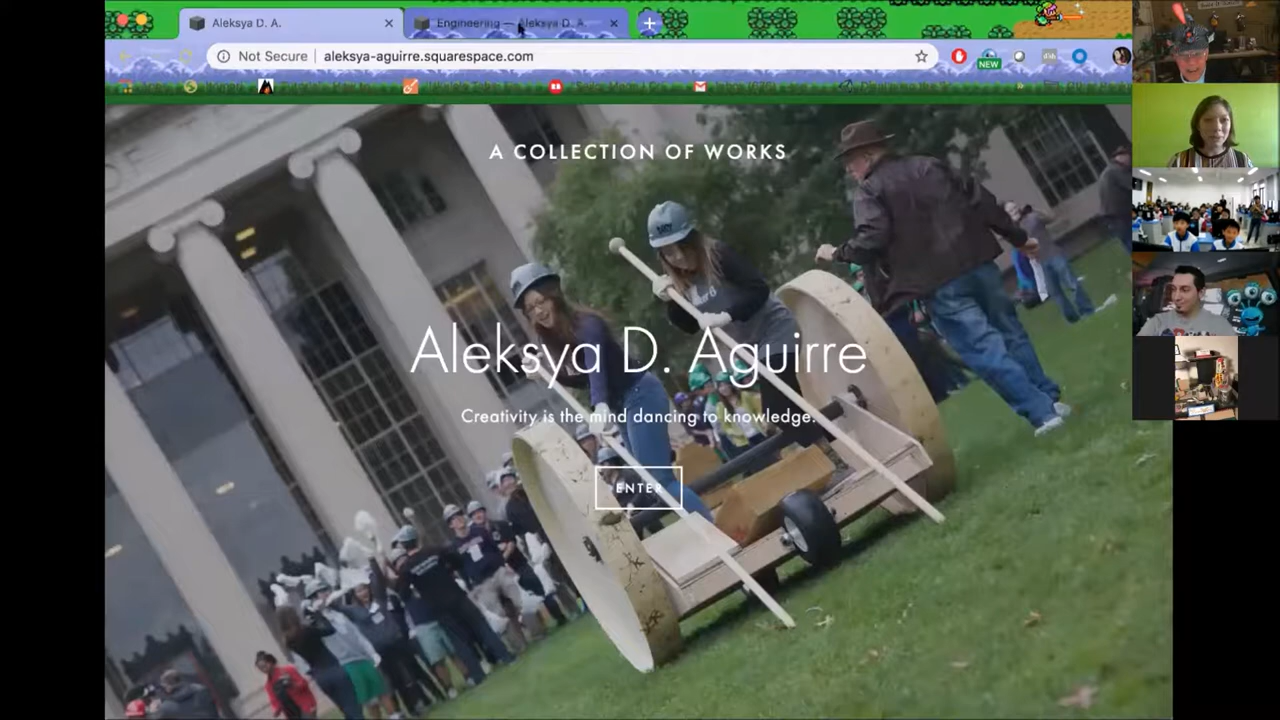 Aleksya D. A.
Engineering — Aleksya D. A.
Not Secure
aleksya-aguirre.squarespace.com
NEW
A COLLECTION OF WORKS
Aleksya D. Aguirre
Creativity is the mind dancing to knowledge.
ENTER